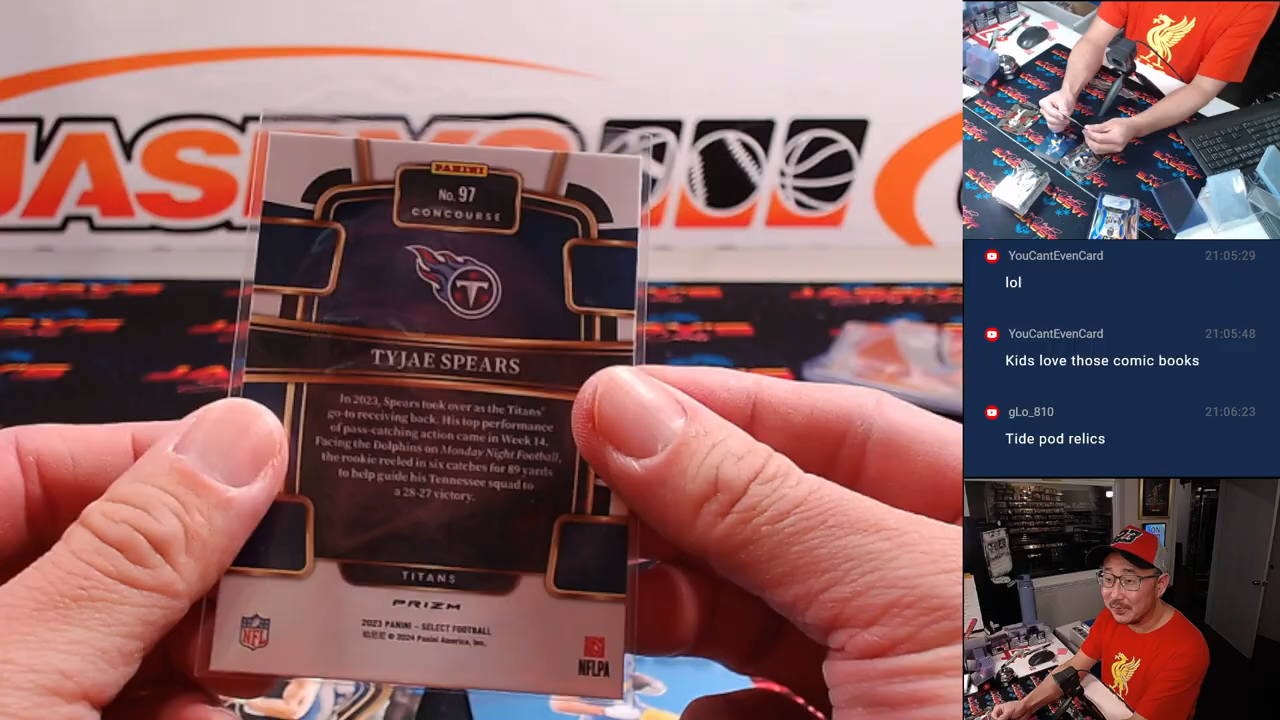 PANINI
No. 97
CONCOURSE
TYJAE SPEARS
In 2023, Spears took over as the Titans'
go-to receiving back. His top performance
of pass-catching action came in Week 14.
Facing the Dolphins on Monday Night Football,
the rookie reeled in six catches for 89 yards
to help guide his Tennessee squad to
a 28-27 victory.
TITANS
PRIZM
2023 PANINI – SELECT FOOTBALL
帕尼尼 © 2024 Panini America, Inc.
NFL
NFLPA
YouCantEvenCard 21:05:29
lol
YouCantEvenCard 21:05:48
Kids love those comic books
gLo_810 21:06:23
Tide pod relics